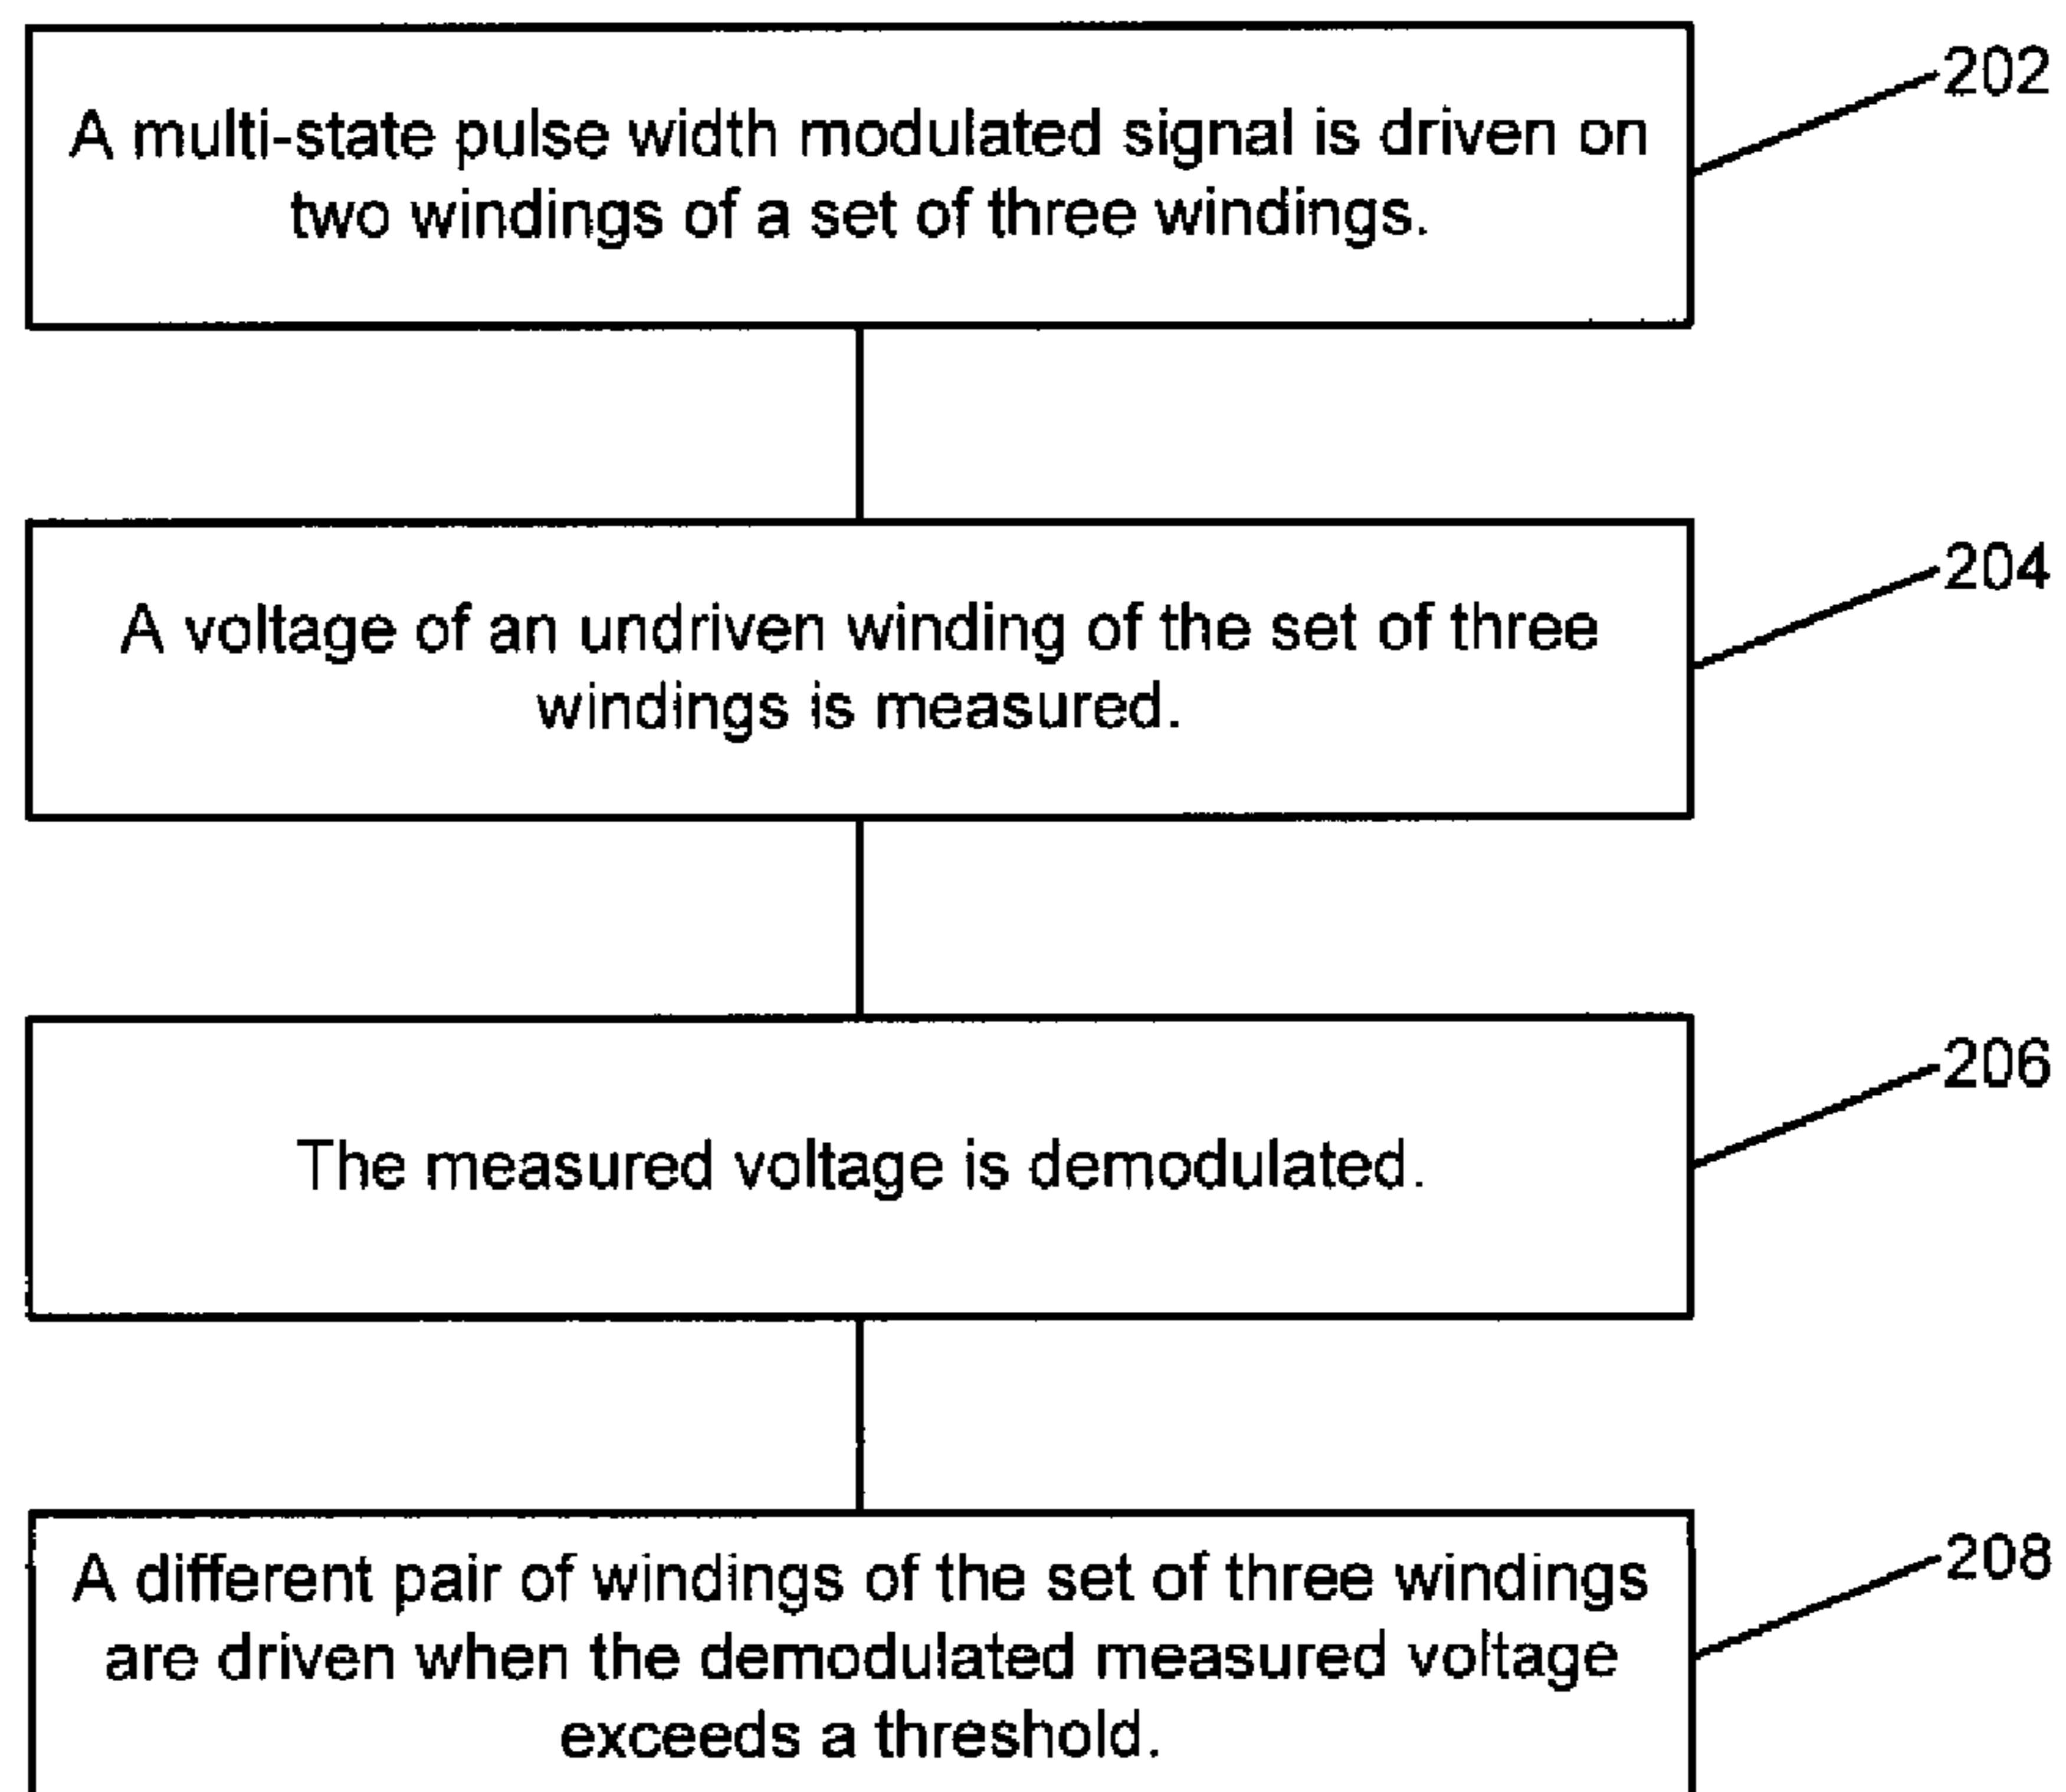 A multi-state pulse width modulated signal is driven on
two windings of a set of three windings.
202
A voltage of an undriven winding of the set of three
windings is measured.
204
The measured voltage is demodulated.
206
A different pair of windings of the set of three windings
are driven when the demodulated measured voltage
exceeds a threshold.
208